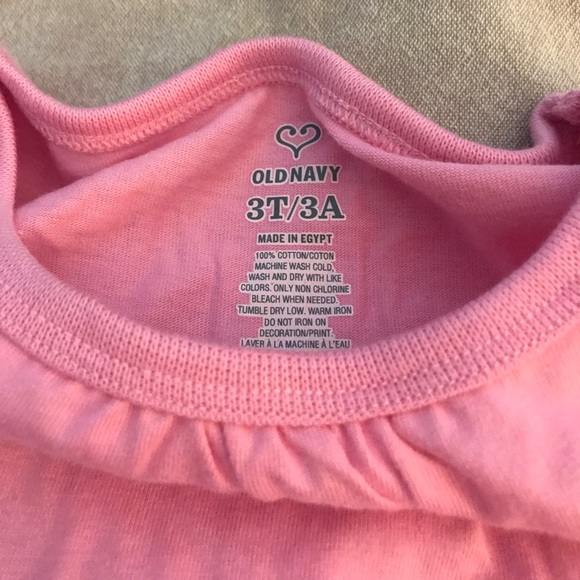 OLD NAVY
3T/3A
MADE IN EGYPT
100% COTTON/COTON
MACHINE WASH COLD,
WASH AND DRY WITH LIKE
COLORS. ONLY NON CHLORINE
BLEACH WHEN NEEDED.
TUMBLE DRY LOW. WARM IRON
DO NOT IRON ON
DECORATION/PRINT.
LAVER À LA MACHINE À L'EAU